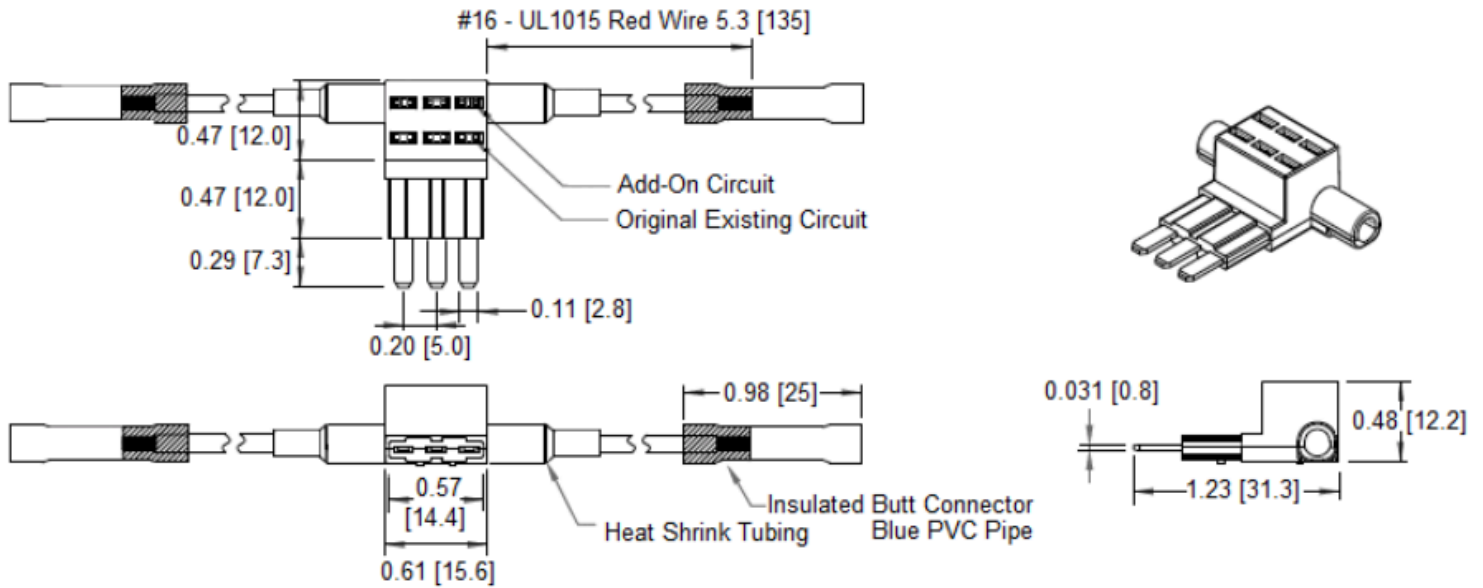 #16 - UL1015 Red Wire 5.3 [135]
0.47 [12.0]
0.47 [12.0]
Add-On Circuit
Original Existing Circuit
0.29 [7.3]
0.11 [2.8]
0.20 [5.0]
0.98 [25]
0.031 [0.8]
0.48 [12.2]
0.57
[14.4]
1.23 [31.3]
Insulated Butt Connector
Blue PVC Pipe
Heat Shrink Tubing
0.61 [15.6]